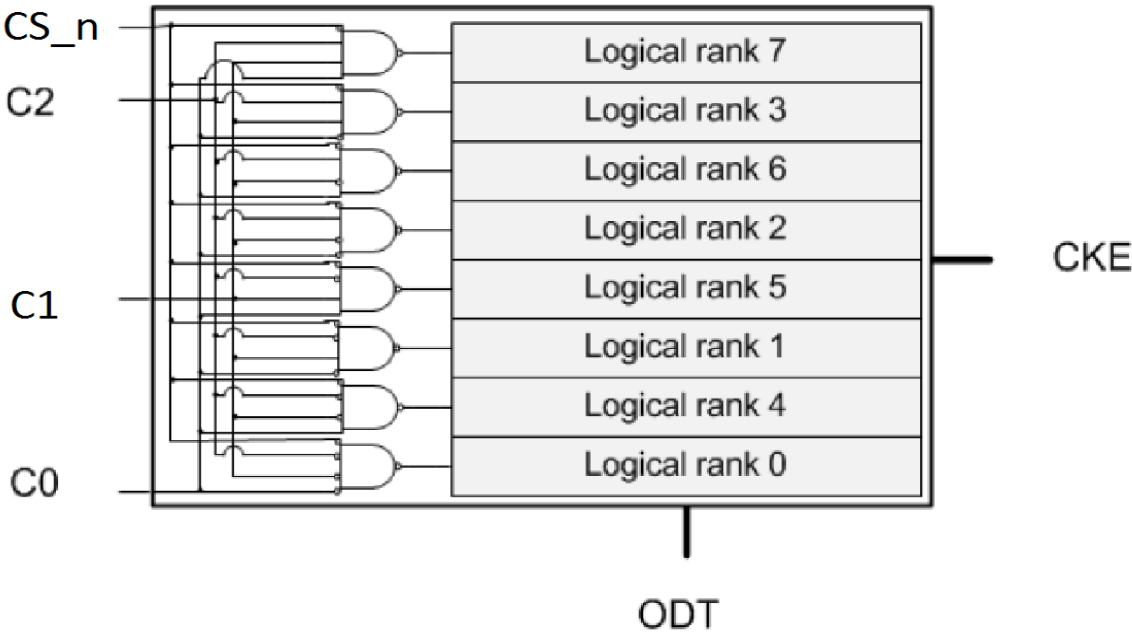 CS_n
Logical rank 7
C2
Logical rank 3
Logical rank 6
Logical rank 2
CKE
Logical rank 5
C1
Logical rank 1
Logical rank 4
Logical rank 0
C0
ODT